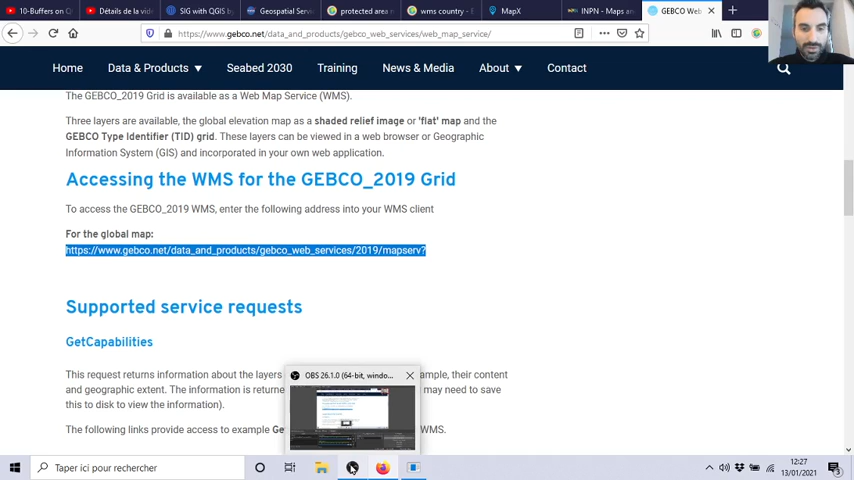 10-Buffers on Q
Détails de la vidé
SIG with QGIS by
Geospatial Servic
protected area m
wms country - E
MapX
INPN - Maps an
GEBCO Web
https://www.gebco.net/data_and_products/gebco_web_services/web_map_service/
Home Data & Products Seabed 2030 Training News & Media About Contact
The GEBCO_2019 Grid is available as a Web Map Service (WMS).
Three layers are available, the global elevation map as a shaded relief image or 'flat' map and the
GEBCO Type Identifier (TID) grid. These layers can be viewed in a web browser or Geographic
Information System (GIS) and incorporated in your own web application.
Accessing the WMS for the GEBCO_2019 Grid
To access the GEBCO_2019 WMS, enter the following address into your WMS client
For the global map:
https://www.gebco.net/data_and_products/gebco_web_services/2019/mapserv?
Supported service requests
GetCapabilities
OBS 26.1.0 (64-bit, windo...
This request returns information about the layers ample, their content
and geographic extent. The information is returne may need to save
this to disk to view the information).
The following links provide access to example Ge WMS.
Taper ici pour rechercher
12:27
13/01/2021
3